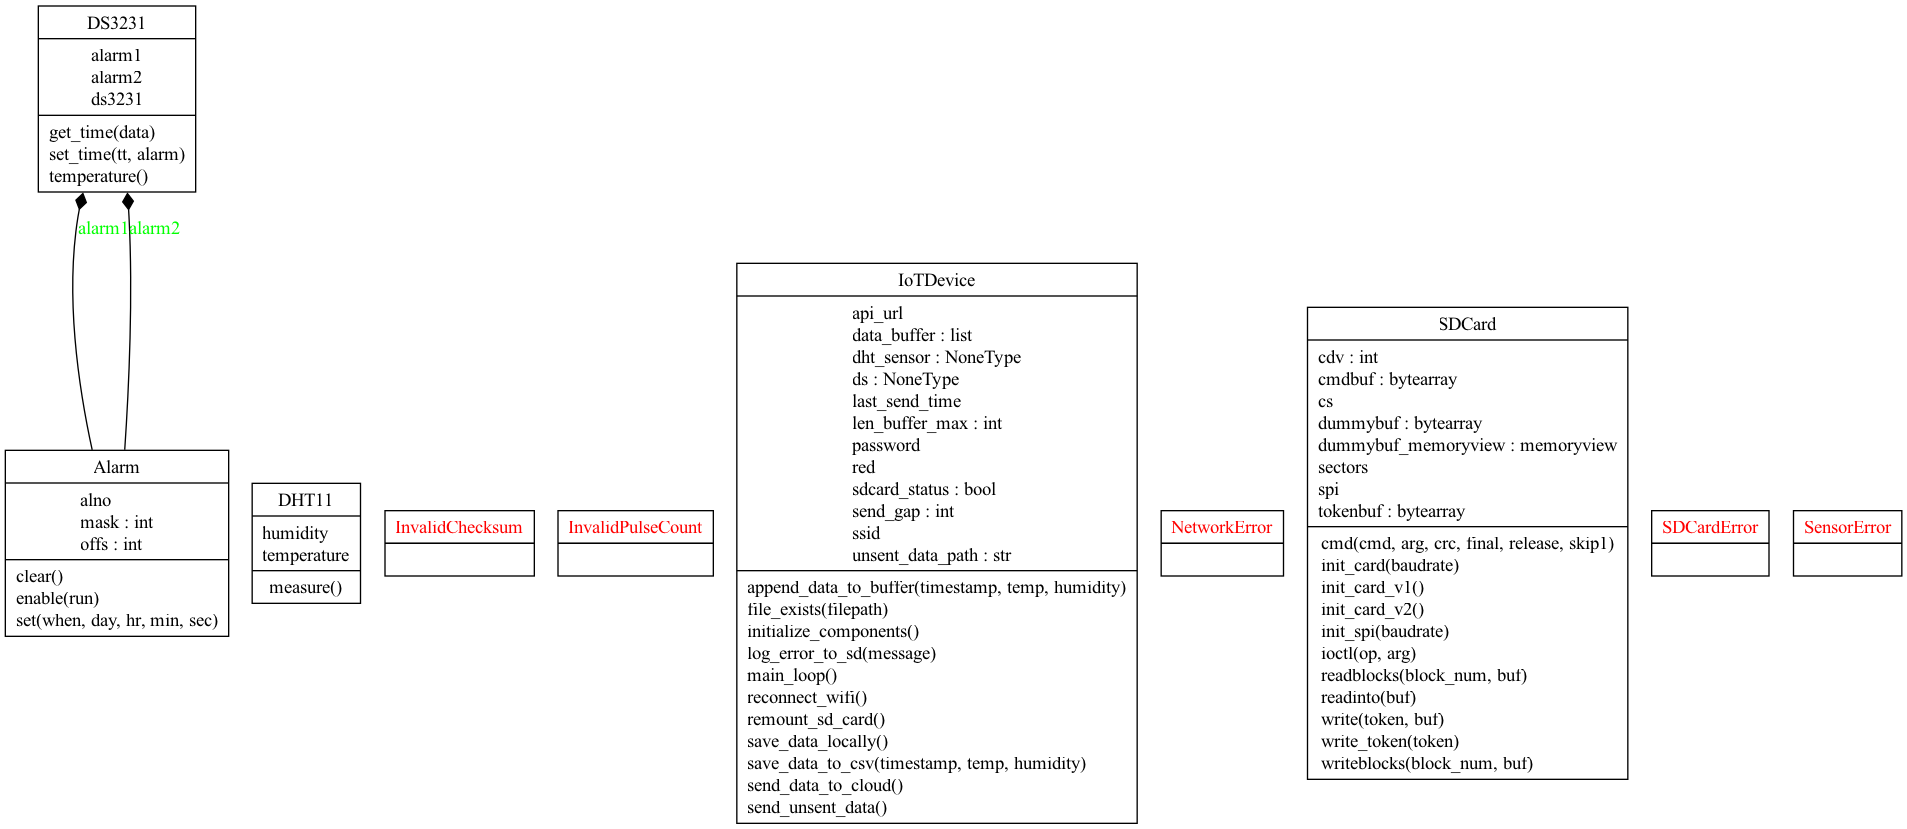 DS3231
alarm1
alarm2
ds3231
get_time(data)
set_time(tt, alarm)
temperature()
alarm1
alarm2
Alarm
alno
mask : int
offs : int
clear()
enable(run)
set(when, day, hr, min, sec)
DHT11
humidity
temperature
measure()
InvalidChecksum
InvalidPulseCount
IoTDevice
api_url
data_buffer : list
dht_sensor : NoneType
ds : NoneType
last_send_time
len_buffer_max : int
password
red
sdcard_status : bool
send_gap : int
ssid
unsent_data_path : str
append_data_to_buffer(timestamp, temp, humidity)
file_exists(filepath)
initialize_components()
log_error_to_sd(message)
main_loop()
reconnect_wifi()
remount_sd_card()
save_data_locally()
save_data_to_csv(timestamp, temp, humidity)
send_data_to_cloud()
send_unsent_data()
NetworkError
SDCard
cdv : int
cmdbuf : bytearray
cs
dummybuf : bytearray
dummybuf_memoryview : memoryview
sectors
spi
tokenbuf : bytearray
cmd(cmd, arg, crc, final, release, skip1)
init_card(baudrate)
init_card_v1()
init_card_v2()
init_spi(baudrate)
ioctl(op, arg)
readblocks(block_num, buf)
readinto(buf)
write(token, buf)
write_token(token)
writeblocks(block_num, buf)
SDCardError
SensorError